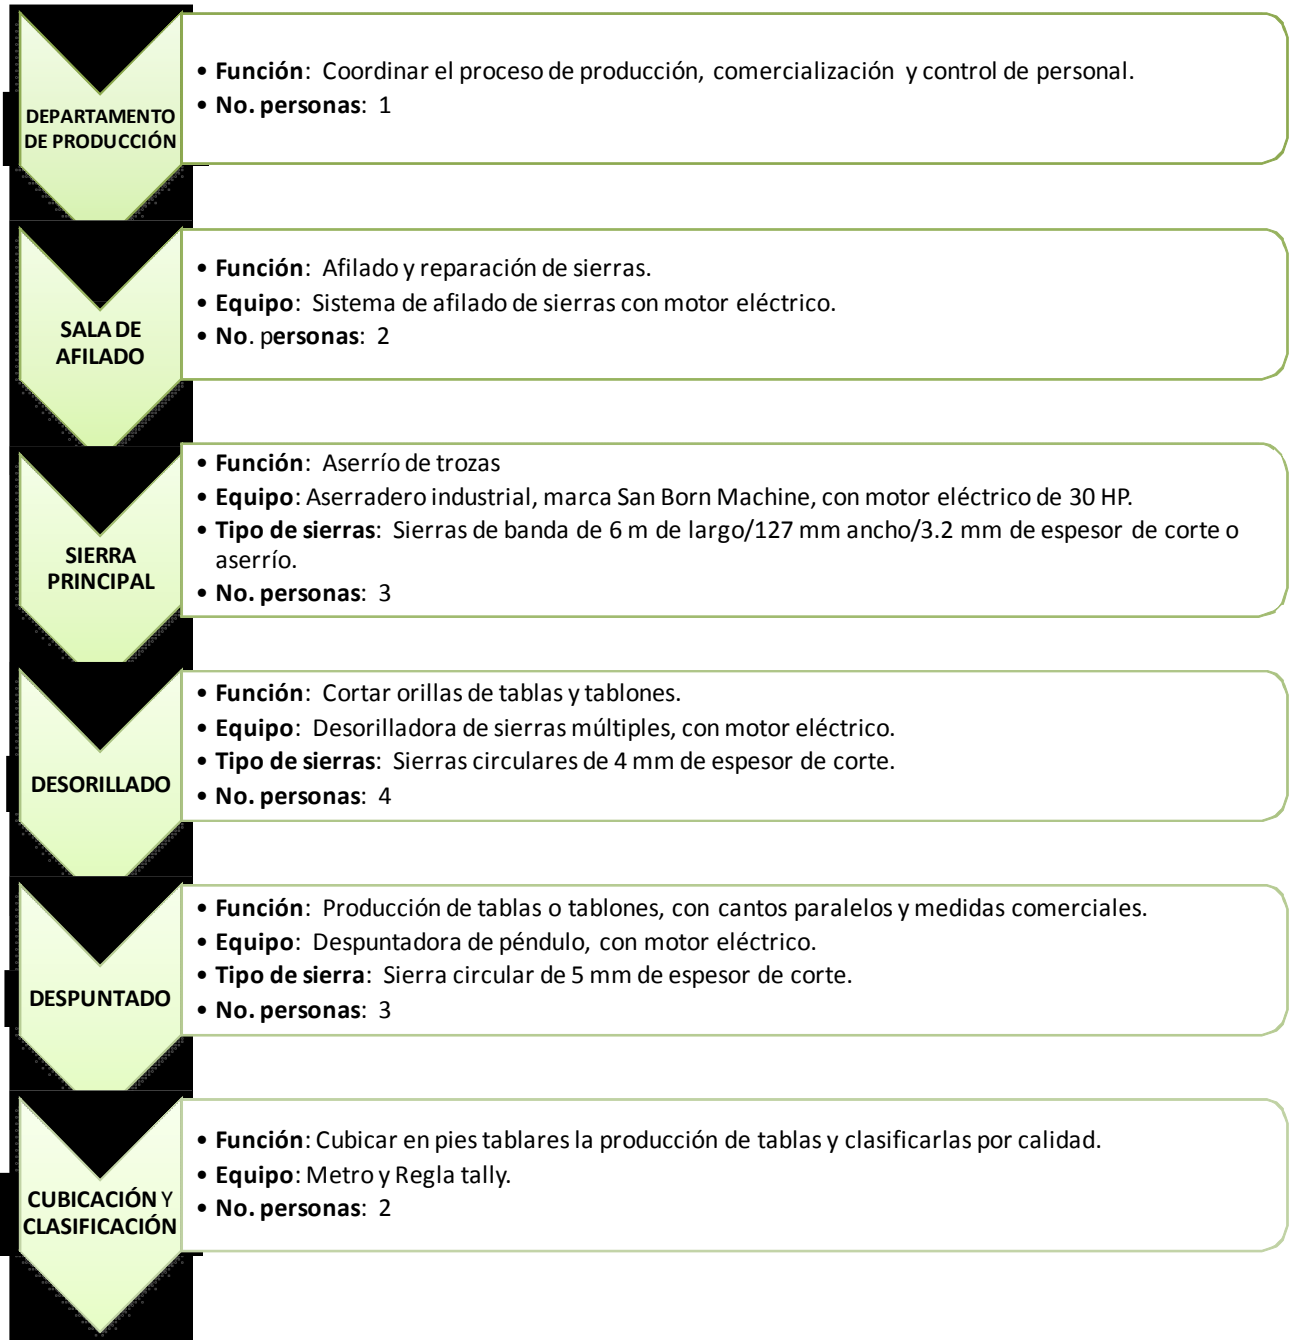 DEPARTAMENTO
DE PRODUCCIÓN
• Función: Coordinar el proceso de producción, comercialización y control de personal.
• No. personas: 1
SALA DE
AFILADO
• Función: Afilado y reparación de sierras.
• Equipo: Sistema de afilado de sierras con motor eléctrico.
• No. personas: 2
SIERRA
PRINCIPAL
• Función: Aserrío de trozas
• Equipo: Aserradero industrial, marca San Born Machine, con motor eléctrico de 30 HP.
• Tipo de sierras: Sierras de banda de 6 m de largo/127 mm ancho/3.2 mm de espesor de corte o
aserrío.
• No. personas: 3
DESORILLADO
• Función: Cortar orillas de tablas y tablones.
• Equipo: Desorilladora de sierras múltiples, con motor eléctrico.
• Tipo de sierras: Sierras circulares de 4 mm de espesor de corte.
• No. personas: 4
DESPUNTADO
• Función: Producción de tablas o tablones, con cantos paralelos y medidas comerciales.
• Equipo: Despuntadora de péndulo, con motor eléctrico.
• Tipo de sierra: Sierra circular de 5 mm de espesor de corte.
• No. personas: 3
CUBICACIÓN Y
CLASIFICACIÓN
• Función: Cubicar en pies tablares la producción de tablas y clasificarlas por calidad.
• Equipo: Metro y Regla tally.
• No. personas: 2